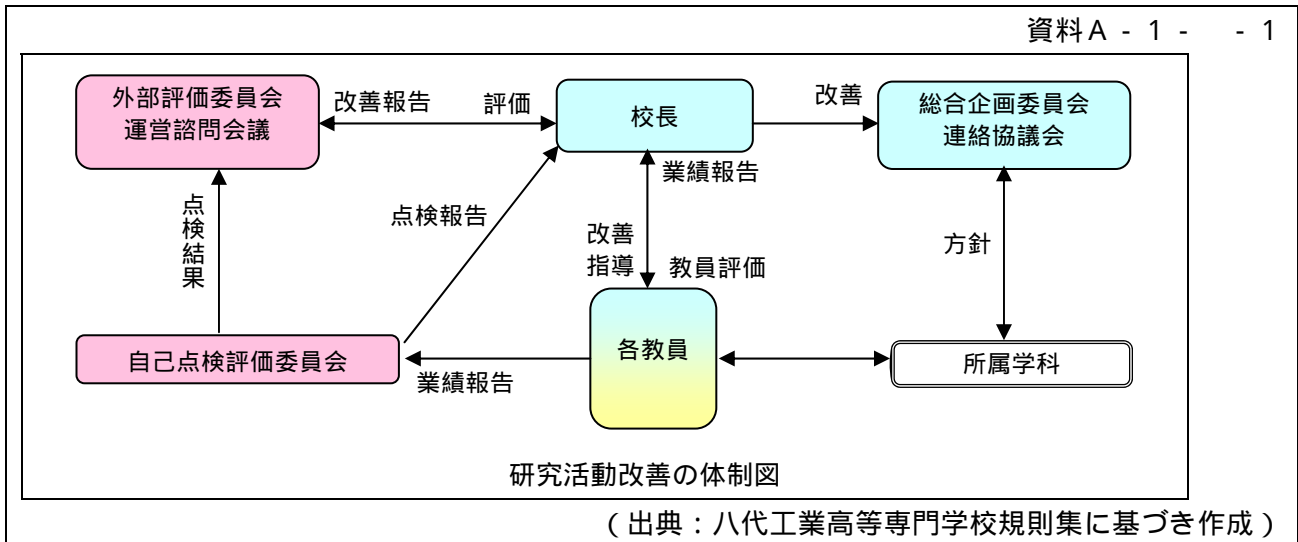 資料A - 1 -　 - 1
外部評価委員会
運営諮問会議
改善報告
評価
校長
改善
総合企画委員会
連絡協議会
業績報告
点検結果
点検報告
改善
指導
教員評価
方針
自己点検評価委員会
業績報告
各教員
所属学科
研究活動改善の体制図
（出典：八代工業高等専門学校規則集に基づき作成）